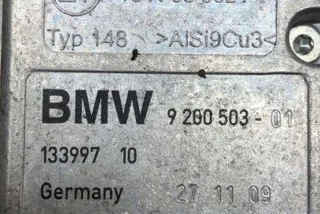 Typ 148 >AlSi9Cu3<
BMW 9 200 503 - 01
133997 10
Germany 27 11 09